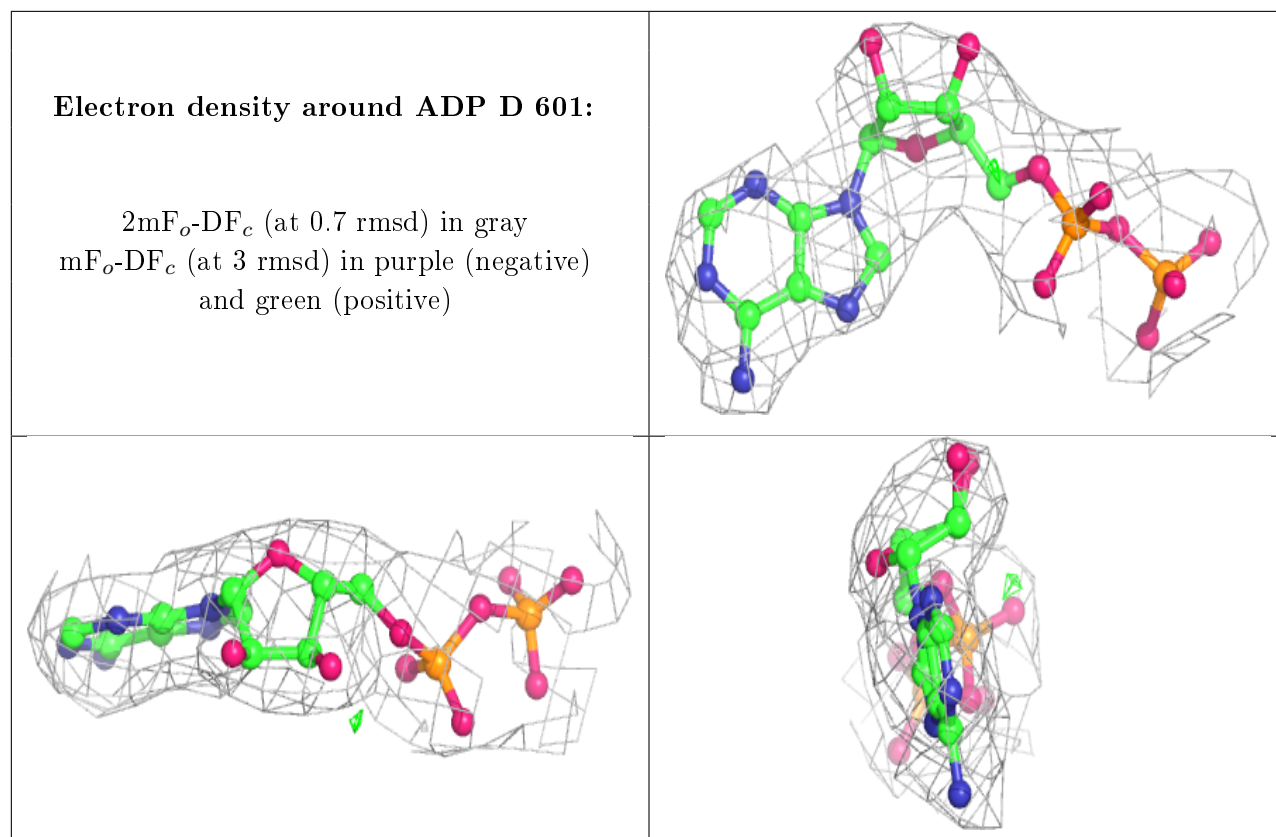 Electron density around ADP D 601:
2mFo-DFc (at 0.7 rmsd) in gray
mFo-DFc (at 3 rmsd) in purple (negative)
and green (positive)